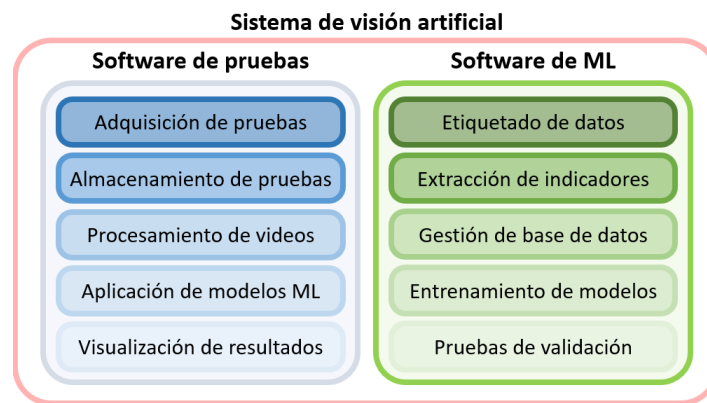 Sistema de visión artificial
Software de pruebas
Adquisición de pruebas
Almacenamiento de pruebas
Procesamiento de videos
Aplicación de modelos ML
Visualización de resultados
Software de ML
Etiquetado de datos
Extracción de indicadores
Gestión de base de datos
Entrenamiento de modelos
Pruebas de validación